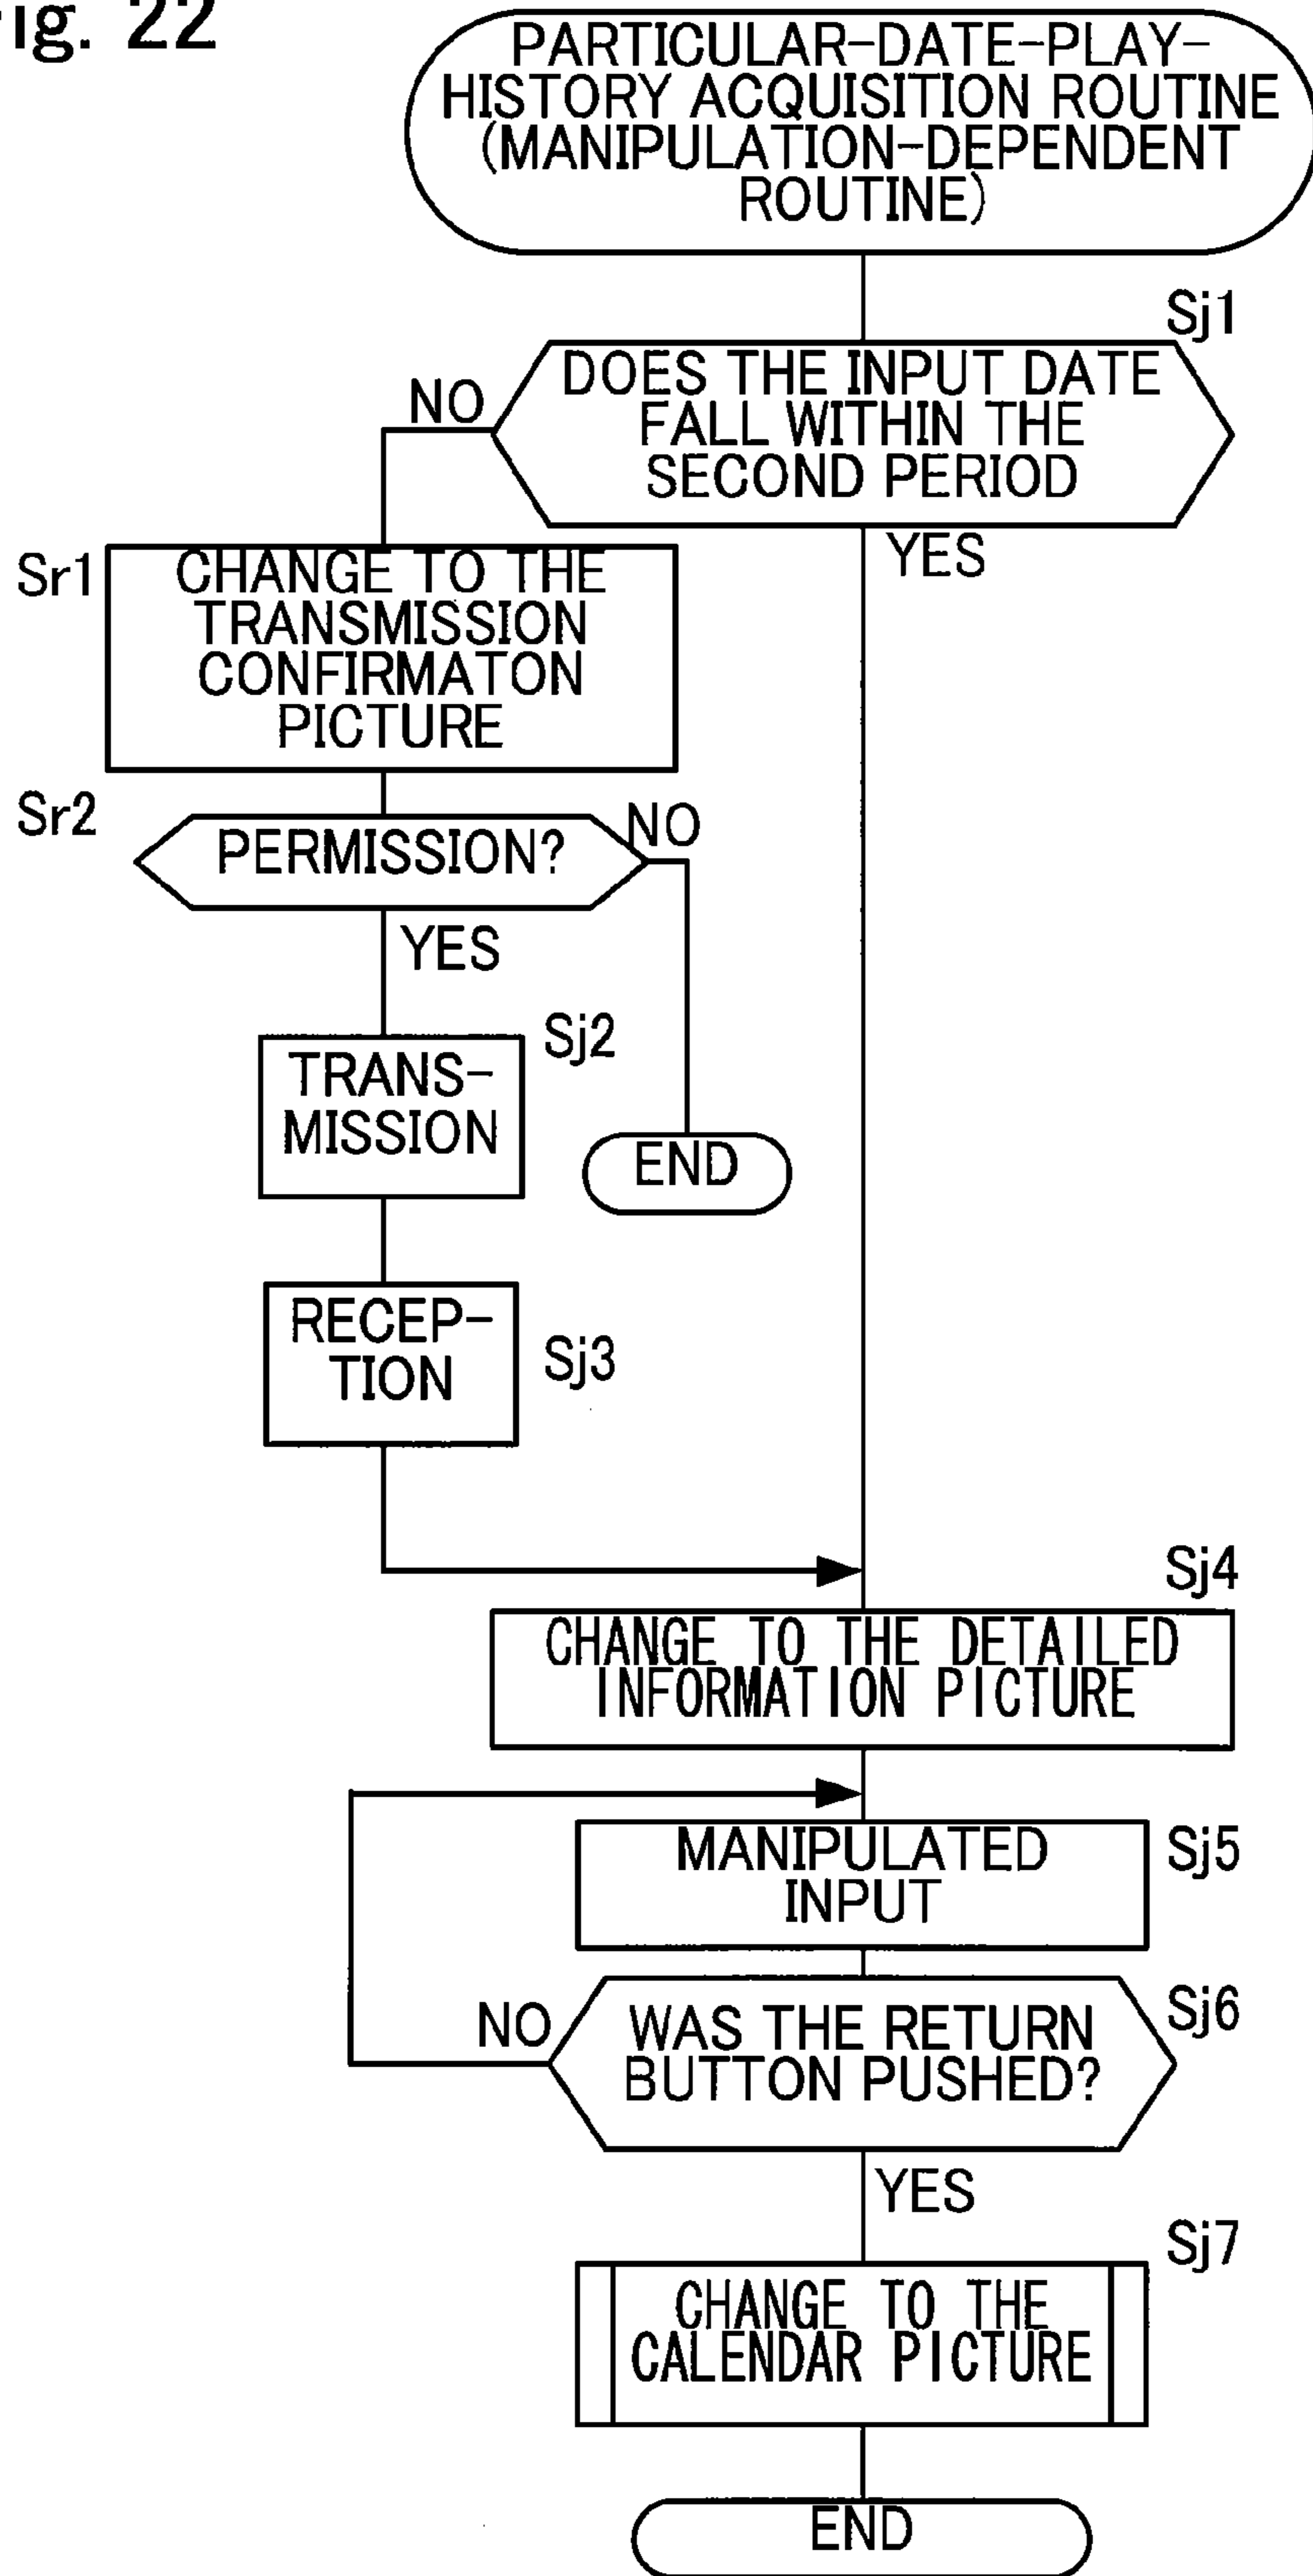 Fig. 22
PARTICULAR-DATE-PLAY-
HISTORY ACQUISITION ROUTINE
(MANIPULATION-DEPENDENT
ROUTINE)
Sj1
DOES THE INPUT DATE
FALL WITHIN THE
SECOND PERIOD
NO
YES
Sr1
CHANGE TO THE
TRANSMISSION
CONFIRMATON
PICTURE
Sr2
PERMISSION?
NO
YES
Sj2
TRANS-
MISSION
END
RECEP-
TION
Sj3
Sj4
CHANGE TO THE DETAILED
INFORMATION PICTURE
MANIPULATED
INPUT
Sj5
Sj6
NO
WAS THE RETURN
BUTTON PUSHED?
YES
Sj7
CHANGE TO THE
CALENDAR PICTURE
END